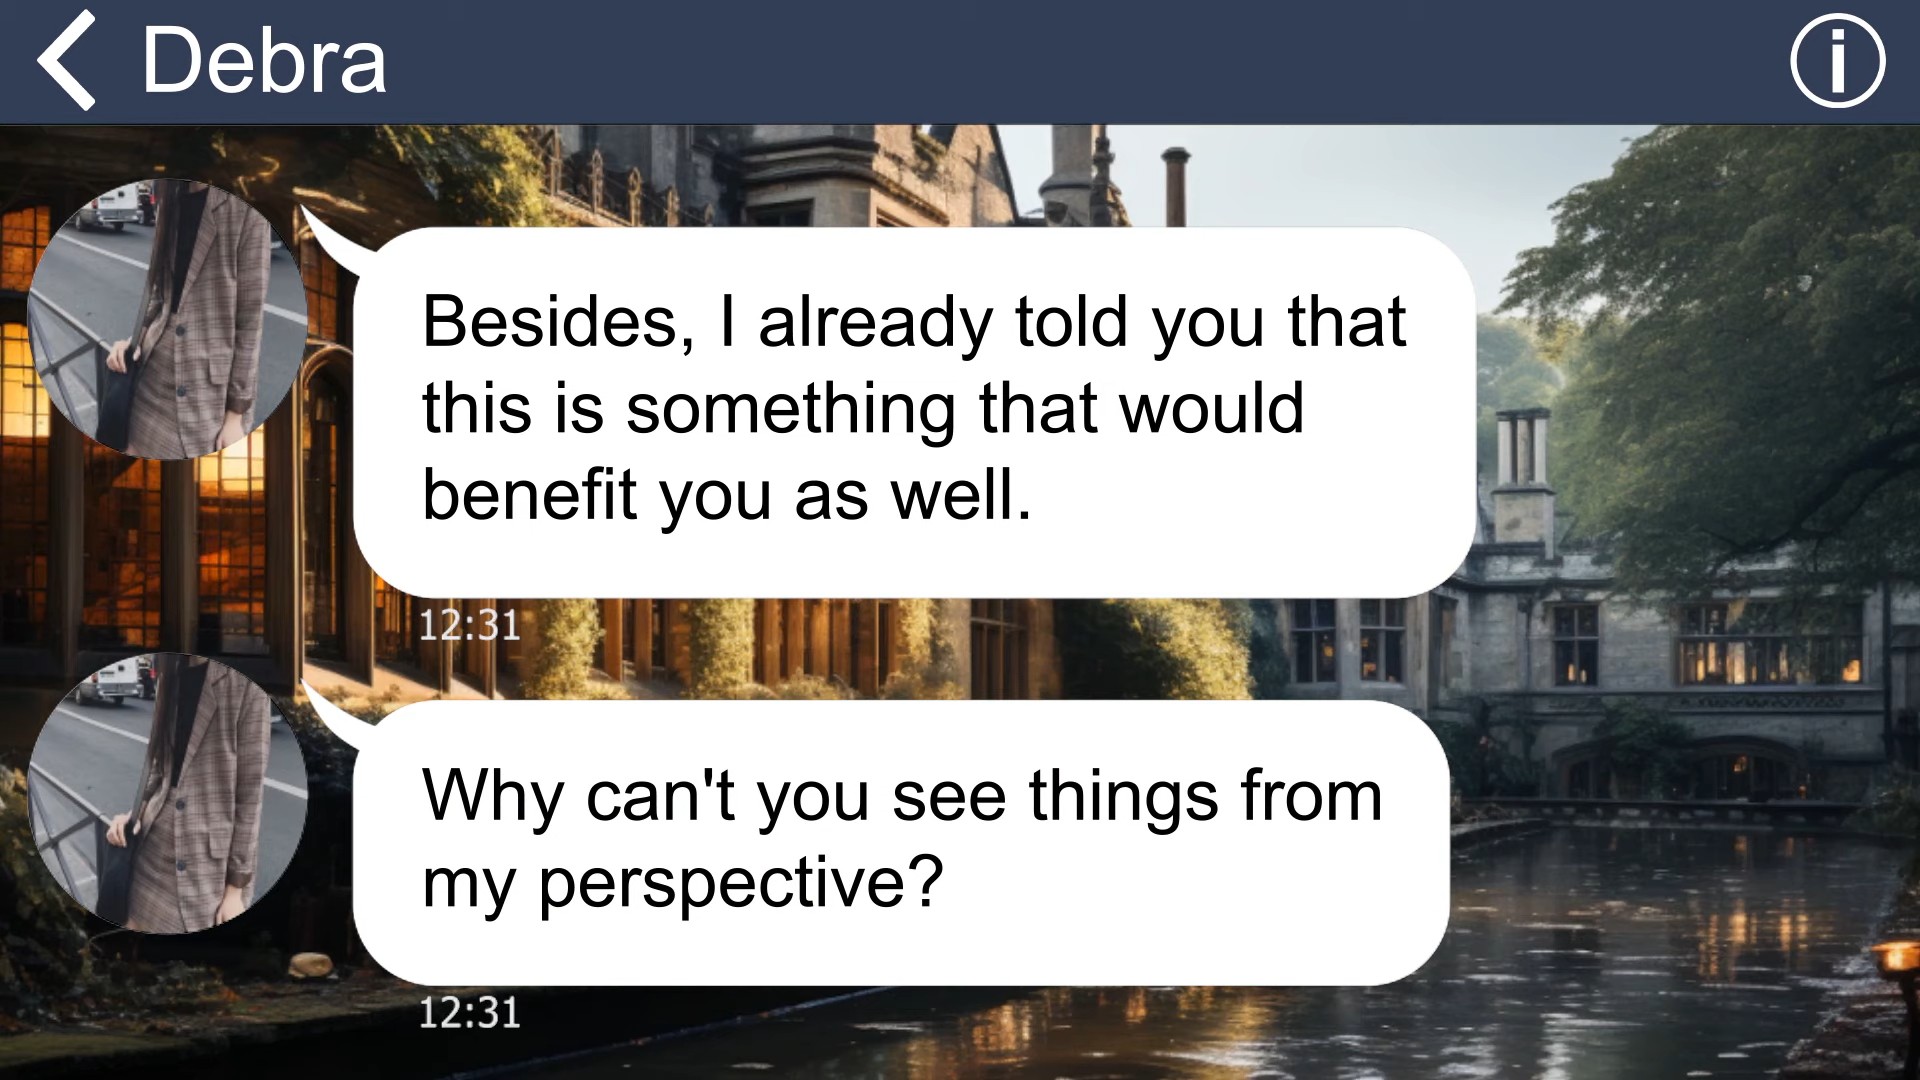 Debra
Besides, I already told you that
this is something that would
benefit you as well.
12:31
Why can't you see things from
my perspective?
12:31